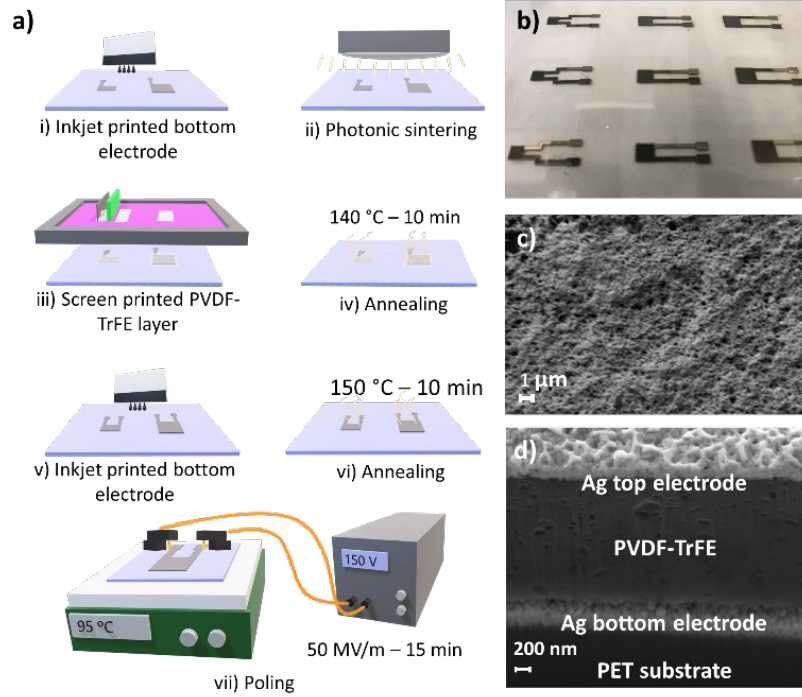 a)
i) Inkjet printed bottom
electrode
ii) Photonic sintering
iii) Screen printed PVDF-
TrFE layer
140 °C – 10 min
iv) Annealing
v) Inkjet printed bottom
electrode
150 °C – 10 min
vi) Annealing
95 ºC
150 V
50 MV/m – 15 min
vii) Poling
b)
c)
1 μm
d)
Ag top electrode
PVDF-TrFE
Ag bottom electrode
200 nm
PET substrate